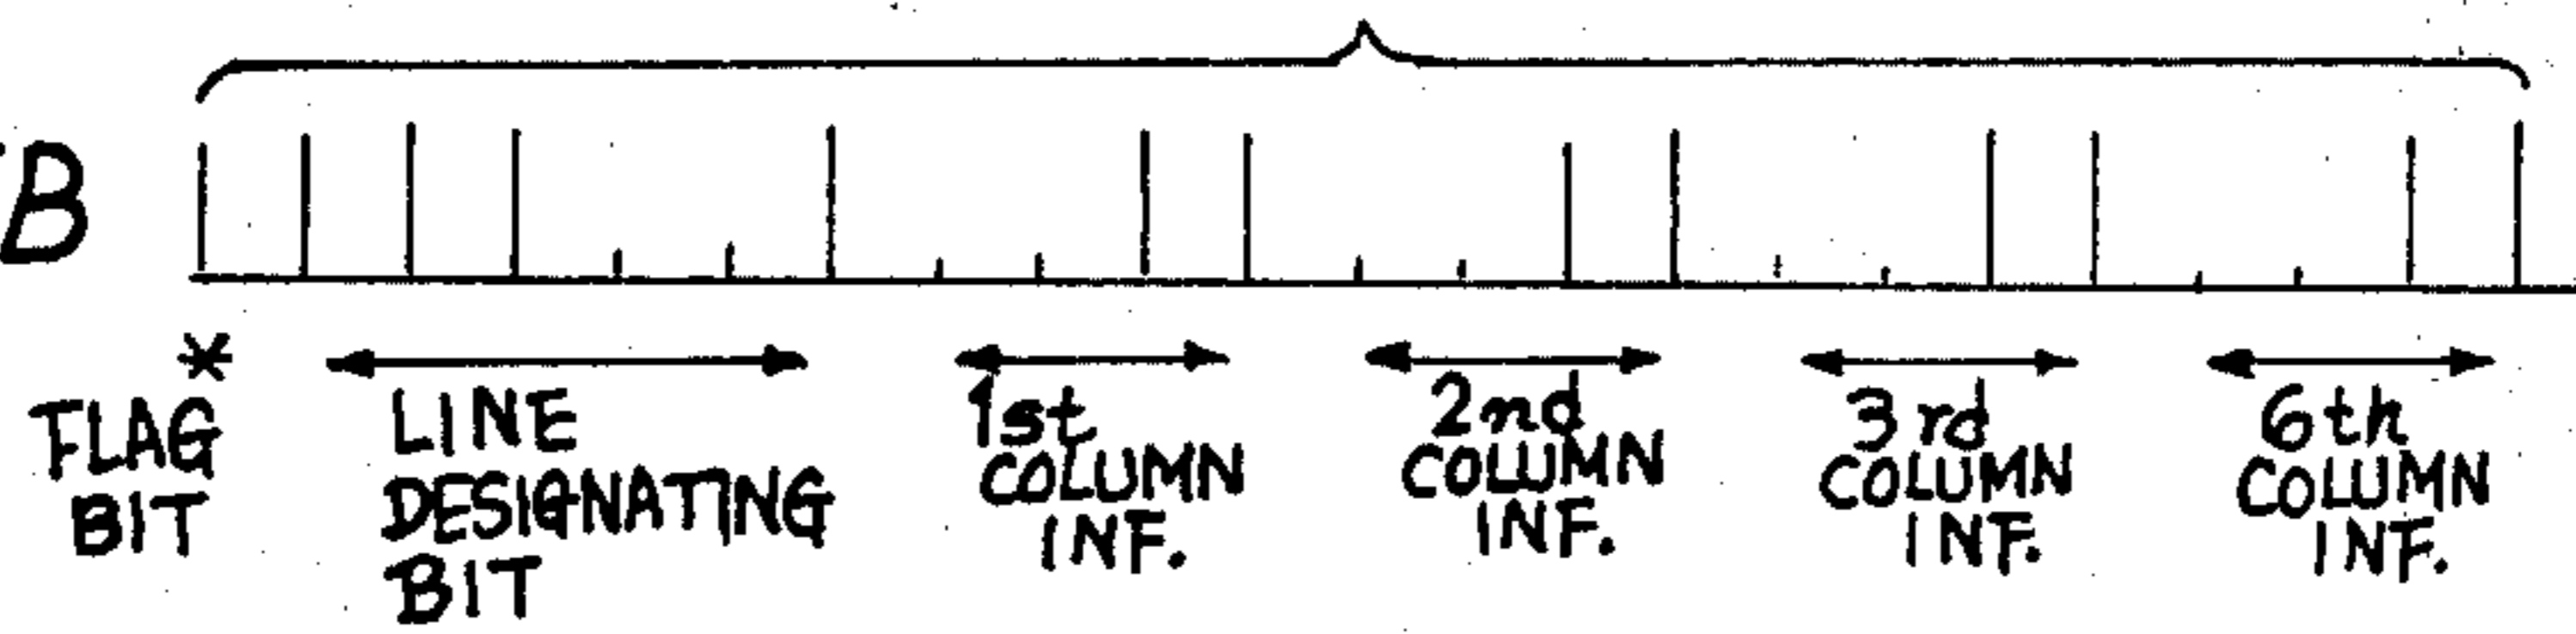 B
*
FLAG
BIT
LINE
DESIGNATING
BIT
1st
COLUMN
INF.
2nd
COLUMN
INF.
3rd
COLUMN
INF.
6th
COLUMN
INF.